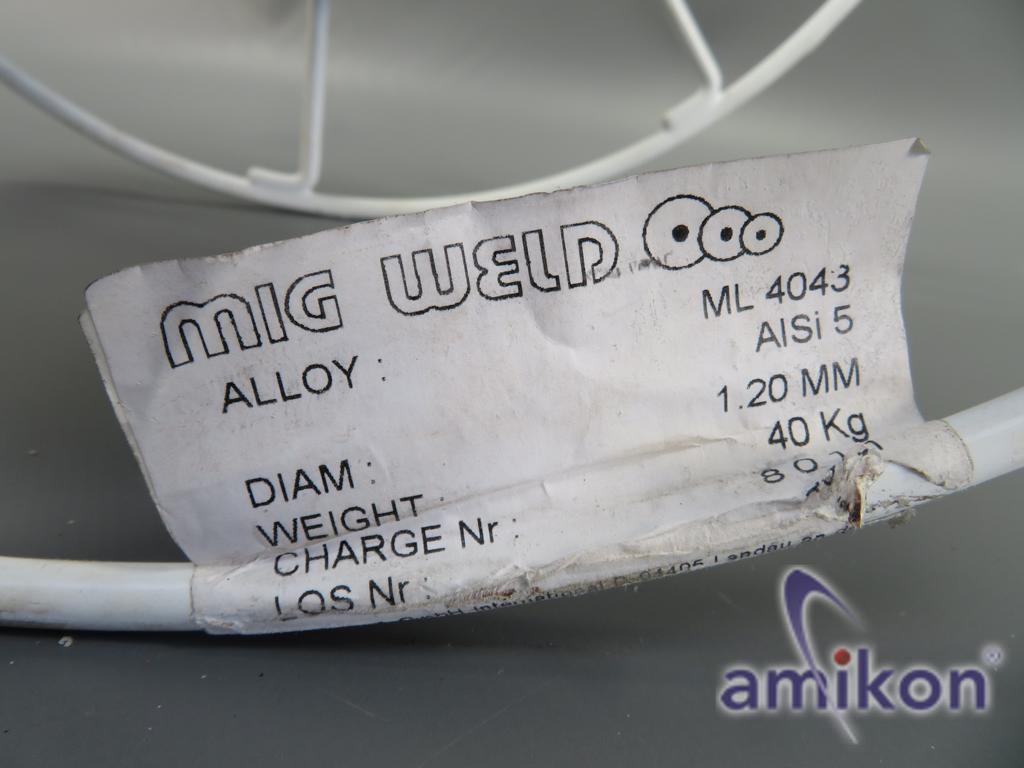 MIG WELD
ALLOY : ML 4043
AlSi 5
DIAM : 1.20 MM
WEIGHT : 40 Kg
CHARGE Nr :
LOS Nr :
Landau
amikon®